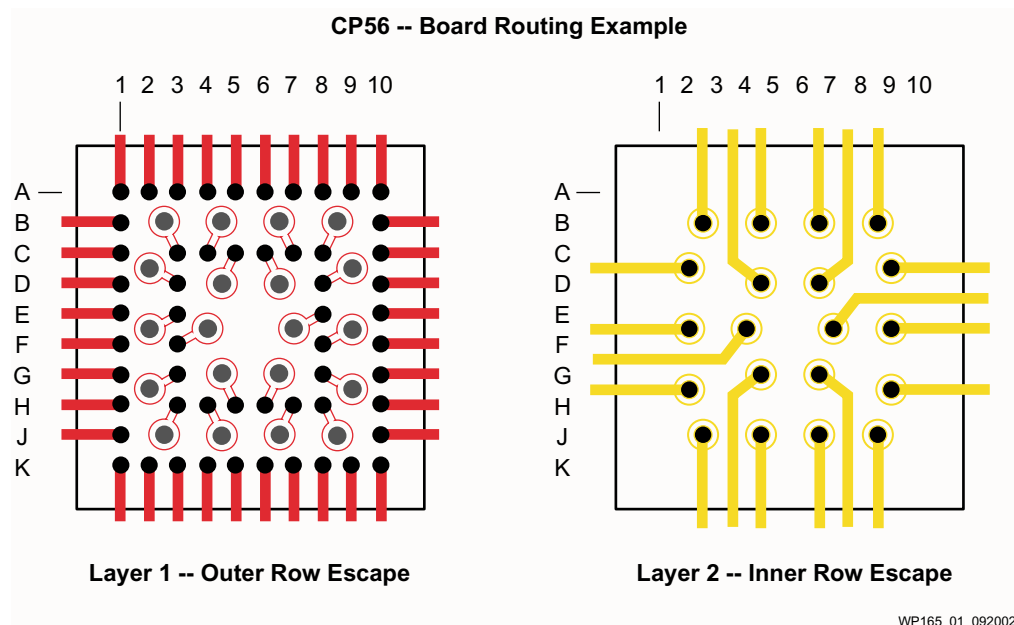 CP56 -- Board Routing Example
1 2 3 4 5 6 7 8 9 10
A
B
C
D
E
F
G
H
J
K
Layer 1 -- Outer Row Escape
1 2 3 4 5 6 7 8 9 10
A
B
C
D
E
F
G
H
J
K
Layer 2 -- Inner Row Escape
WP165_01_092002